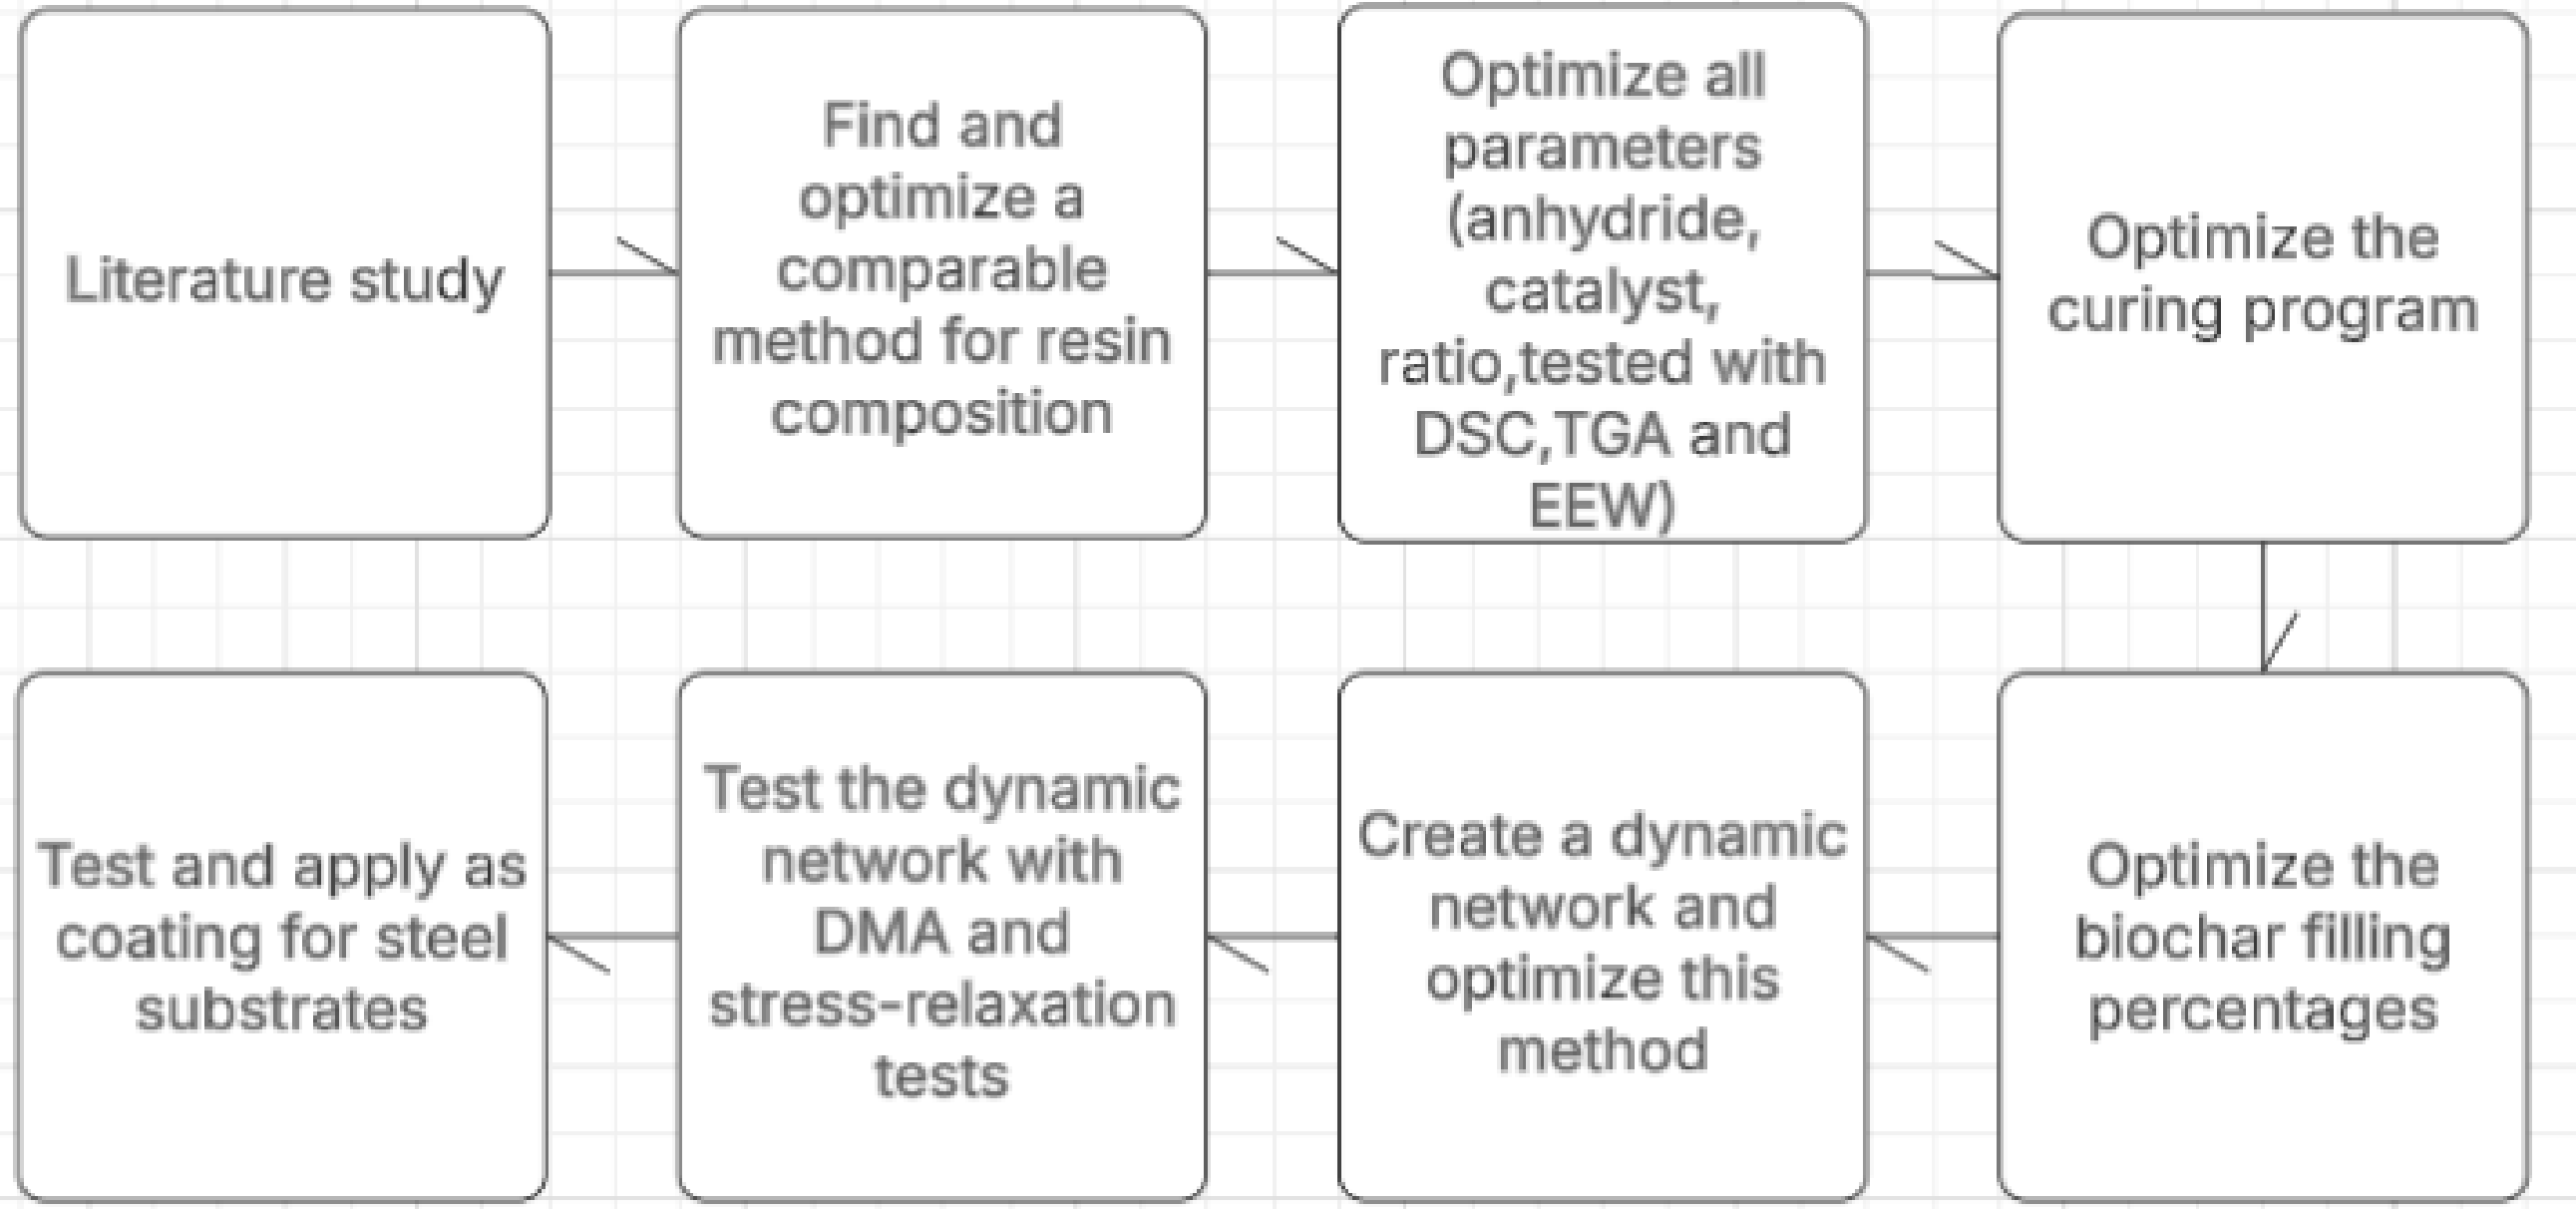 Literature study
Find and
optimize a
comparable
method for resin
composition
Optimize all
parameters
(anhydride,
catalyst,
ratio,tested with
DSC,TGA and
EEW)
Optimize the
curing program
Optimize the
biochar filling
percentages
Create a dynamic
network and
optimize this
method
Test the dynamic
network with
DMA and
stress-relaxation
tests
Test and apply as
coating for steel
substrates